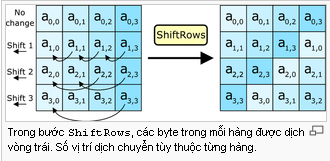 No change a0,0 a0,1 a0,2 a0,3 a0,0 a0,1 a0,2 a0,3
ShiftRows
Shift 1 a1,0 a1,1 a1,2 a1,3 a1,1 a1,2 a1,3 a1,0
Shift 2 a2,0 a2,1 a2,2 a2,3 a2,2 a2,3 a2,0 a2,1
Shift 3 a3,0 a3,1 a3,2 a3,3 a3,3 a3,0 a3,1 a3,2
Trong bước ShiftRows, các byte trong mỗi hàng được dịch
vòng trái. Số vị trí dịch chuyển tùy thuộc từng hàng.